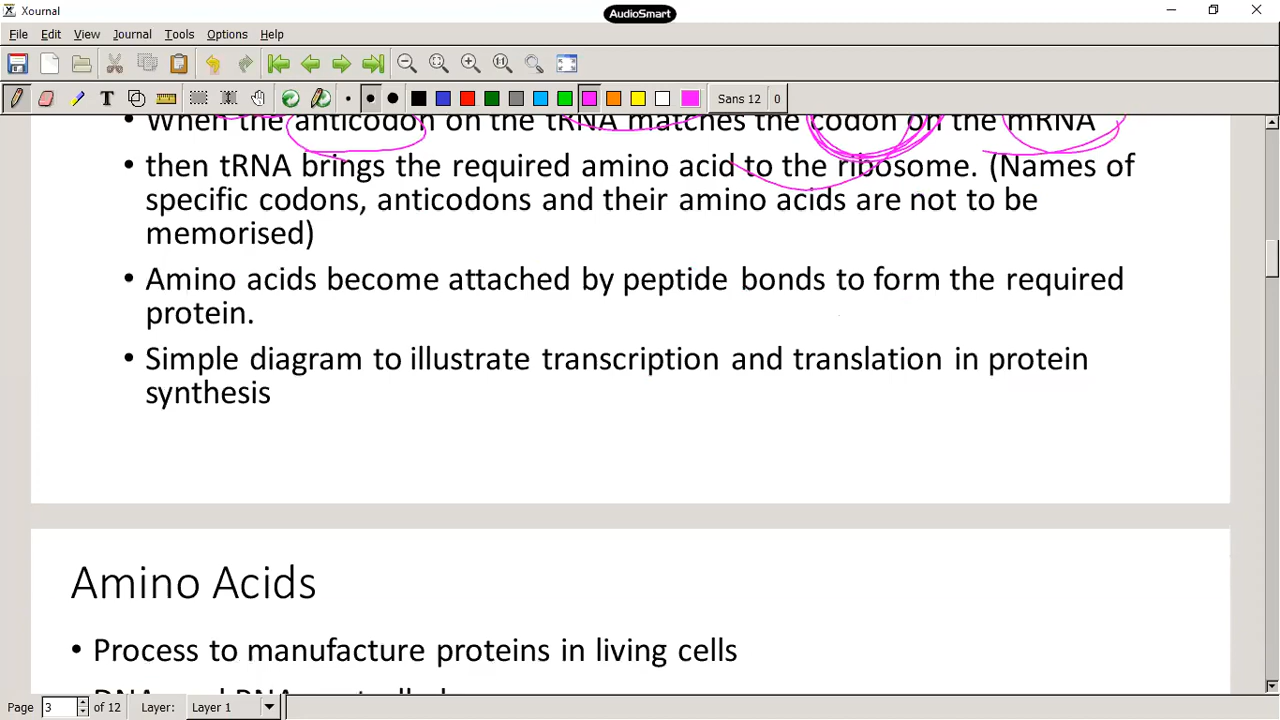 Xournal
AudioSmart
File Edit View Journal Tools Options Help
Sans 12 0
• When the anticodon on the tRNA matches the codon on the mRNA
• then tRNA brings the required amino acid to the ribosome. (Names of
specific codons, anticodons and their amino acids are not to be
memorised)
• Amino acids become attached by peptide bonds to form the required
protein.
• Simple diagram to illustrate transcription and translation in protein
synthesis
Amino Acids
• Process to manufacture proteins in living cells
Page 3 of 12 Layer: Layer 1